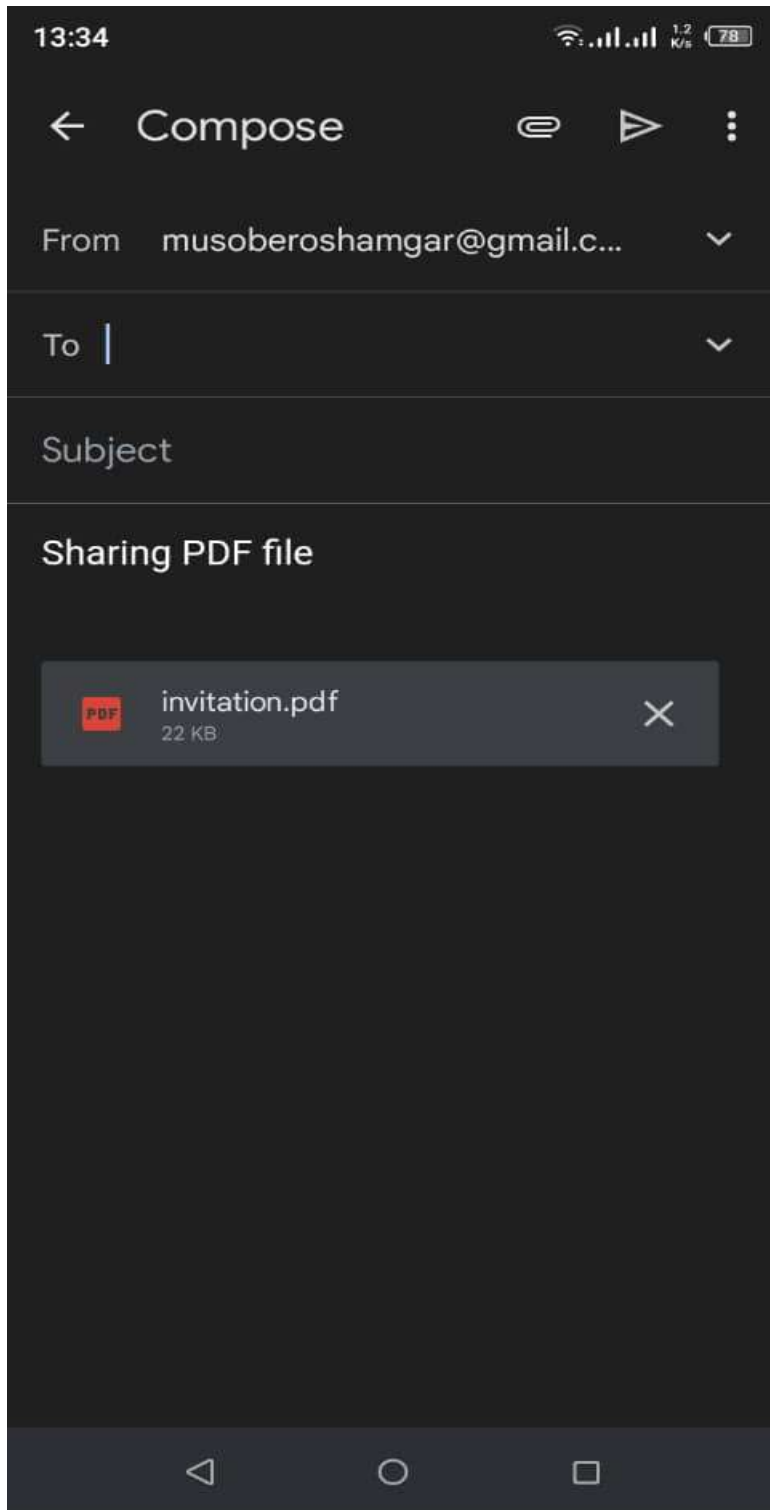 13:34 1.2 K/s 78
Compose
From musoberoshamgar@gmail.c...
To
Subject
Sharing PDF file
PDF invitation.pdf
22 KB